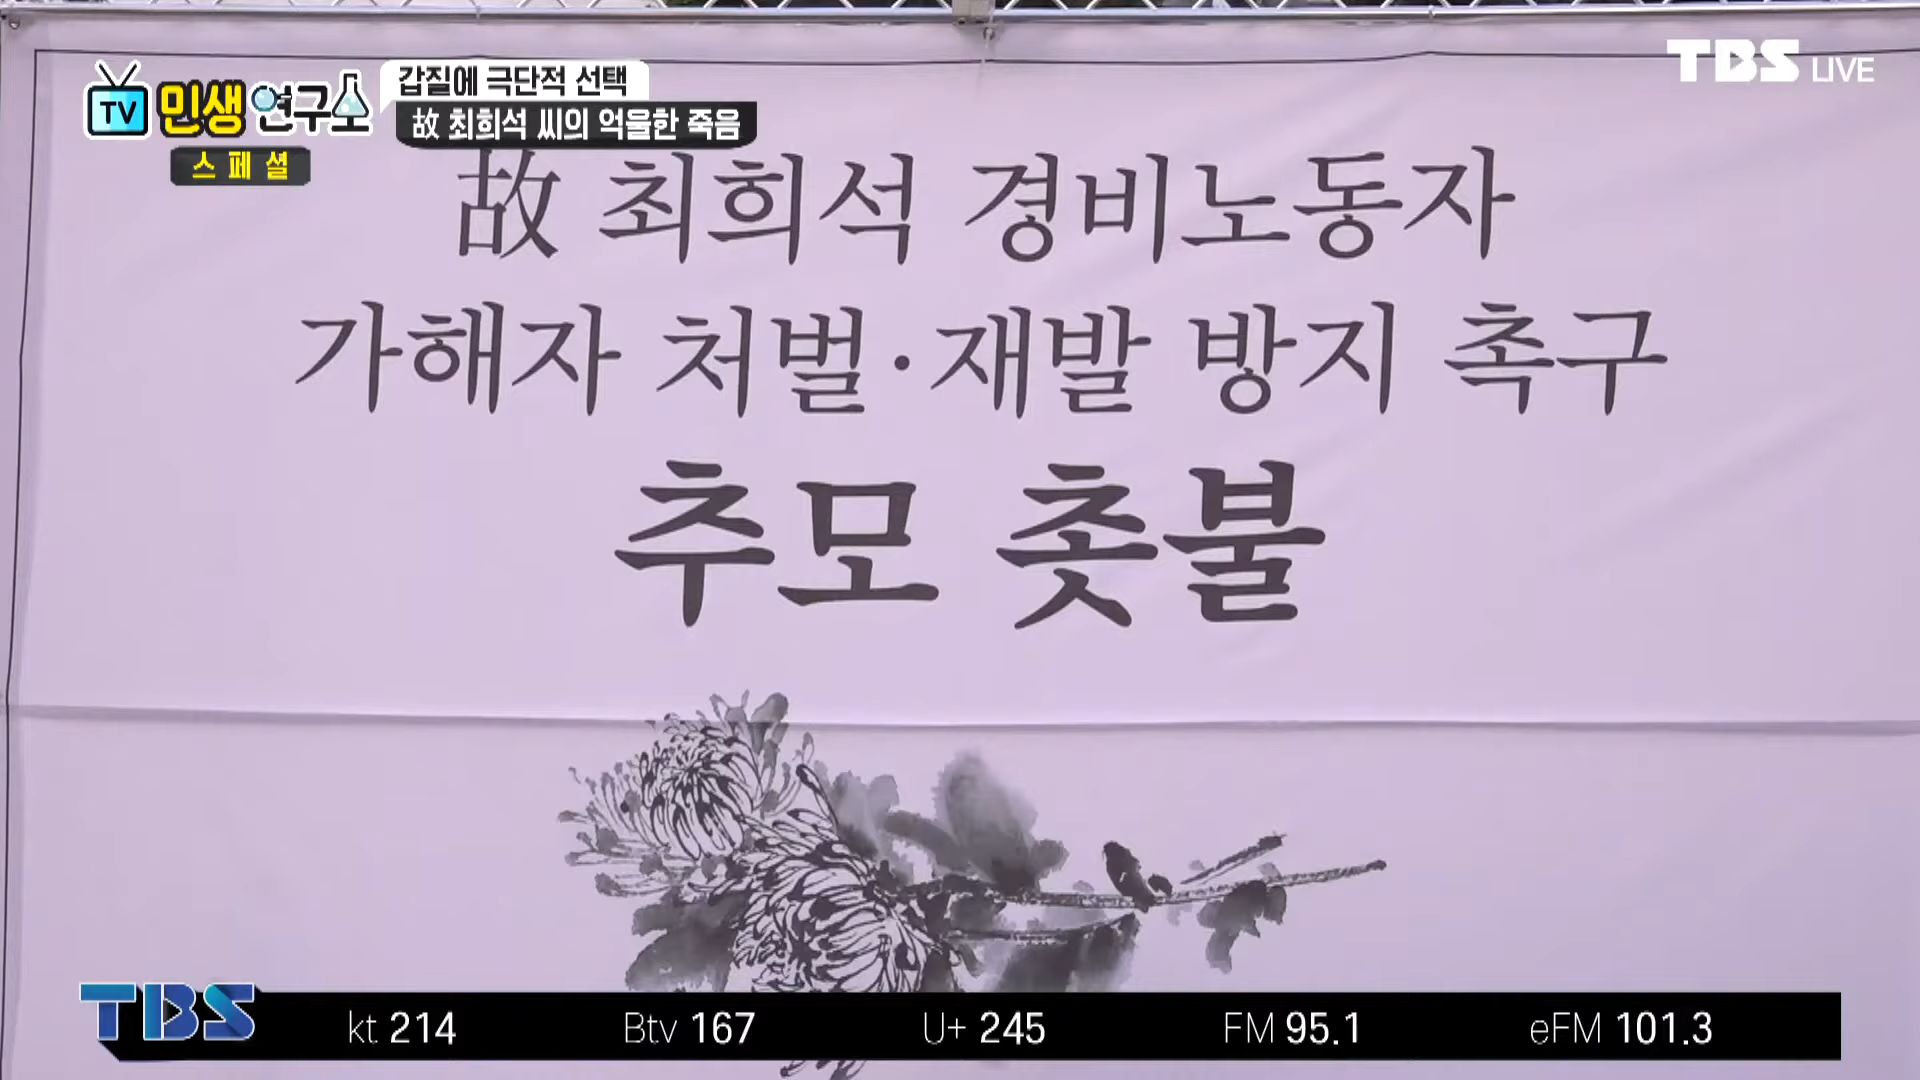 TBS LIVE
TV 민생연구소
스페셜
갑질에 극단적 선택
故 최희석 씨의 억울한 죽음
故 최희석 경비노동자
가해자 처벌·재발 방지 촉구
추모 촛불
TBS kt 214 Btv 167 U+ 245 FM 95.1 eFM 101.3